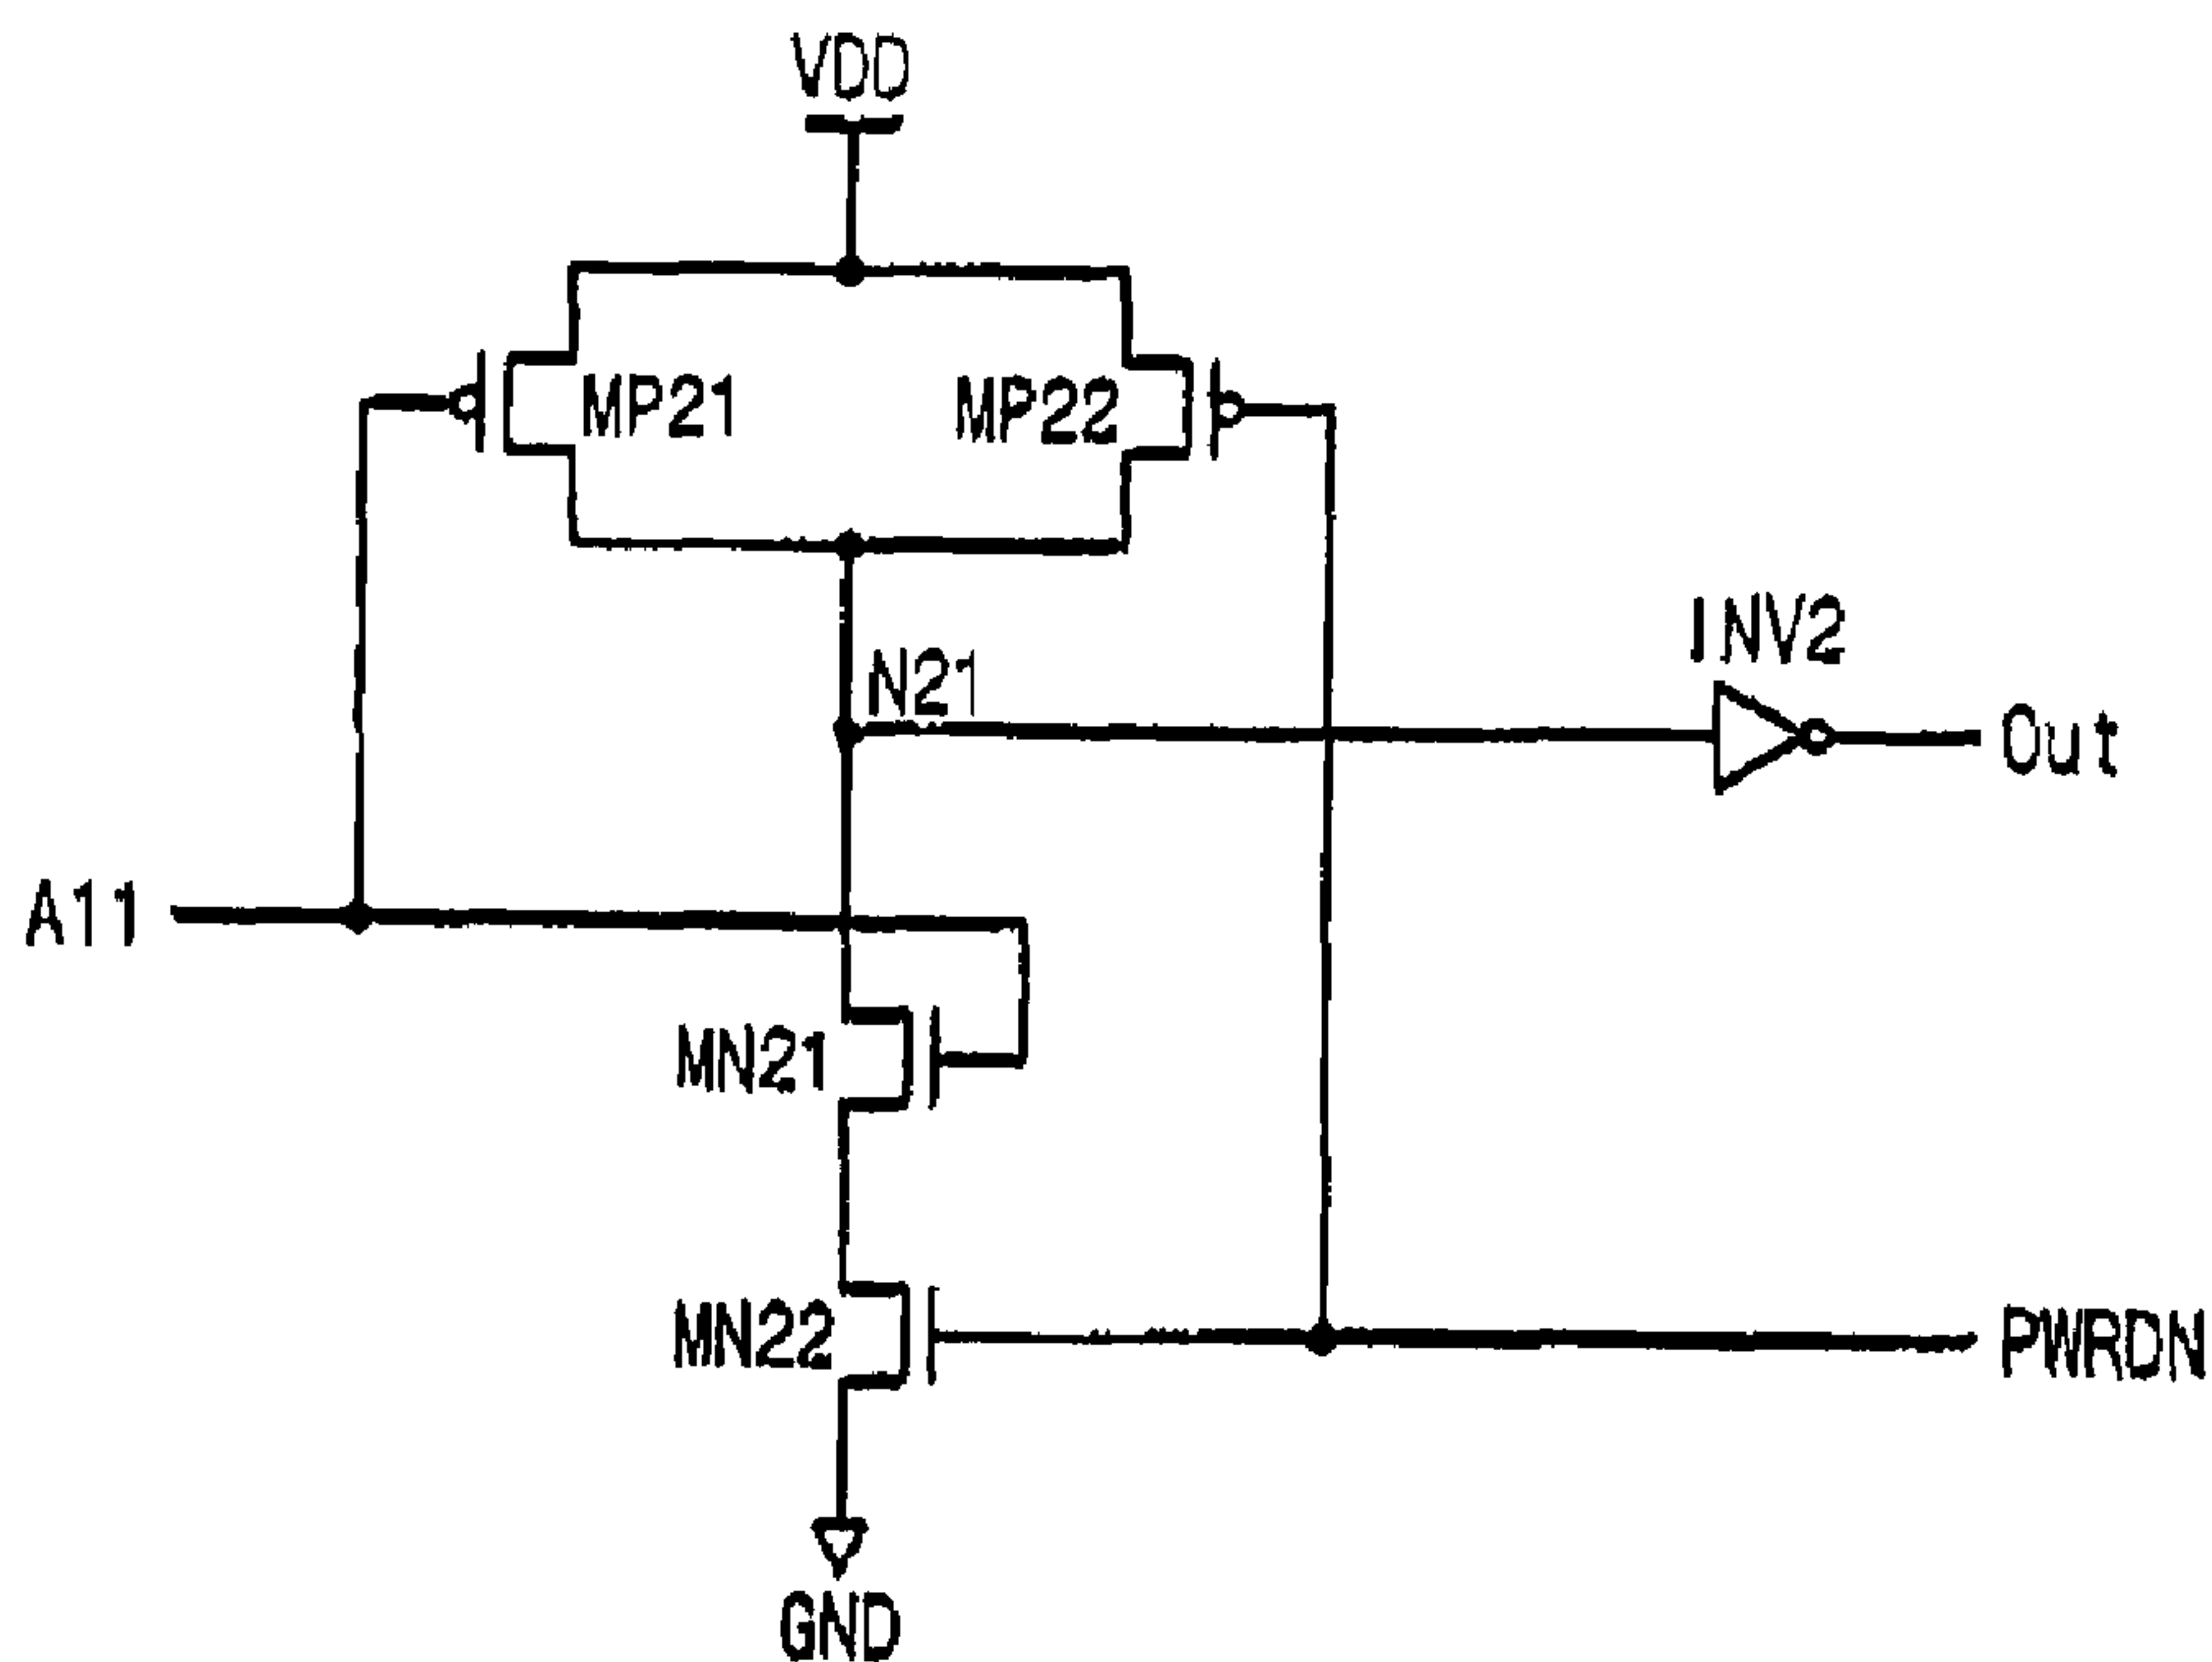 VDD
MP21
MP22
N21
INV2
Out
A11
MN21
MN22
PWRDN
GND